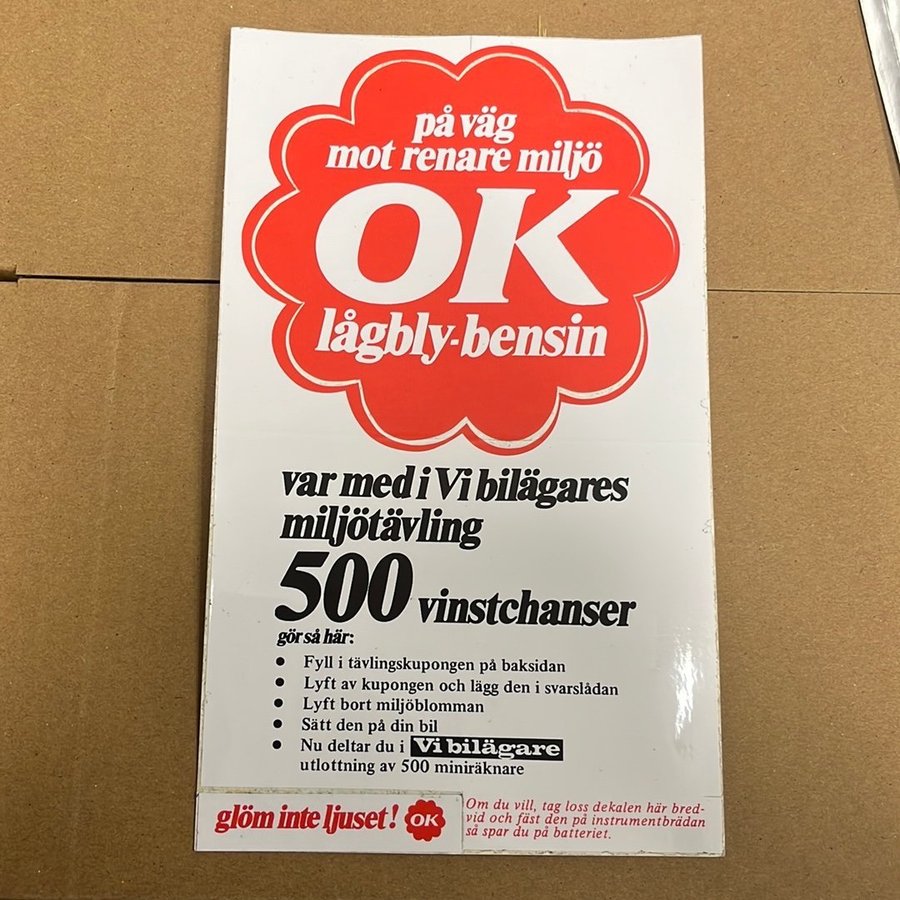 på väg
mot renare miljö
OK
lågbly-bensin
var med i Vi bilägares
miljötävling
500 vinstchanser
gör så här:
• Fyll i tävlingskupongen på baksidan
• Lyft av kupongen och lägg den i svarslådan
• Lyft bort miljöblomman
• Sätt den på din bil
• Nu deltar du i Vi bilägare
utlottning av 500 miniräknare
glöm inte ljuset! OK
Om du vill, tag loss dekalen här bred-
vid och fäst den på instrumentbrädan
så spar du på batteriet.